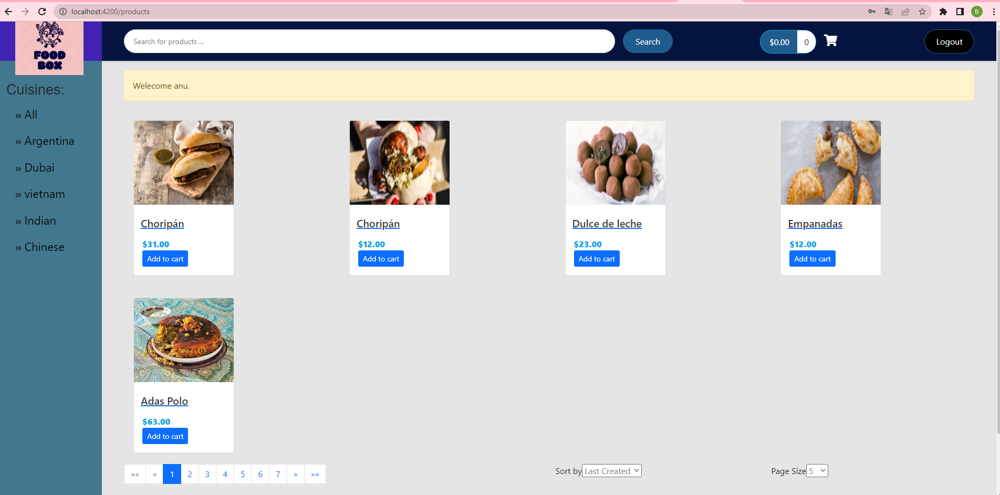 localhost:4200/products
B
FOOD
BOX
Search for products ...
Search
$0.00
0
Logout
Cuisines:
» All
» Argentina
» Dubai
» vietnam
» Indian
» Chinese
Welecome anu.
Choripán
$31.00
Add to cart
Choripán
$12.00
Add to cart
Dulce de leche
$23.00
Add to cart
Empanadas
$12.00
Add to cart
Adas Polo
$63.00
Add to cart
«« « 1 2 3 4 5 6 7 » »»
Sort by Last Created
Page Size 5